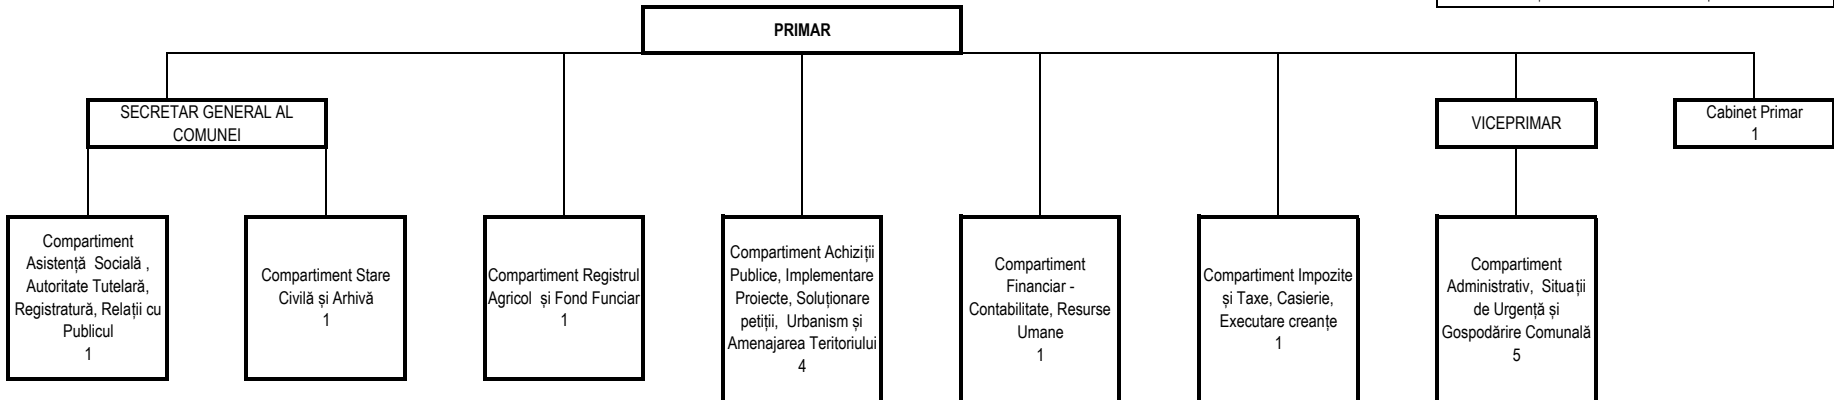 PRIMAR
SECRETAR GENERAL AL
COMUNEI
VICEPRIMAR
Cabinet Primar
1
Compartiment
Asistență Socială ,
Autoritate Tutelară,
Registratură, Relații cu
Publicul
1
Compartiment Stare
Civilă și Arhivă
1
Compartiment Registrul
Agricol și Fond Funciar
1
Compartiment Achiziții
Publice, Implementare
Proiecte, Soluționare
petiții, Urbanism și
Amenajarea Teritoriului
4
Compartiment
Financiar -
Contabilitate, Resurse
Umane
1
Compartiment Impozite
și Taxe, Casierie,
Executare creanțe
1
Compartiment
Administrativ, Situații
de Urgență și
Gospodărire Comunală
5